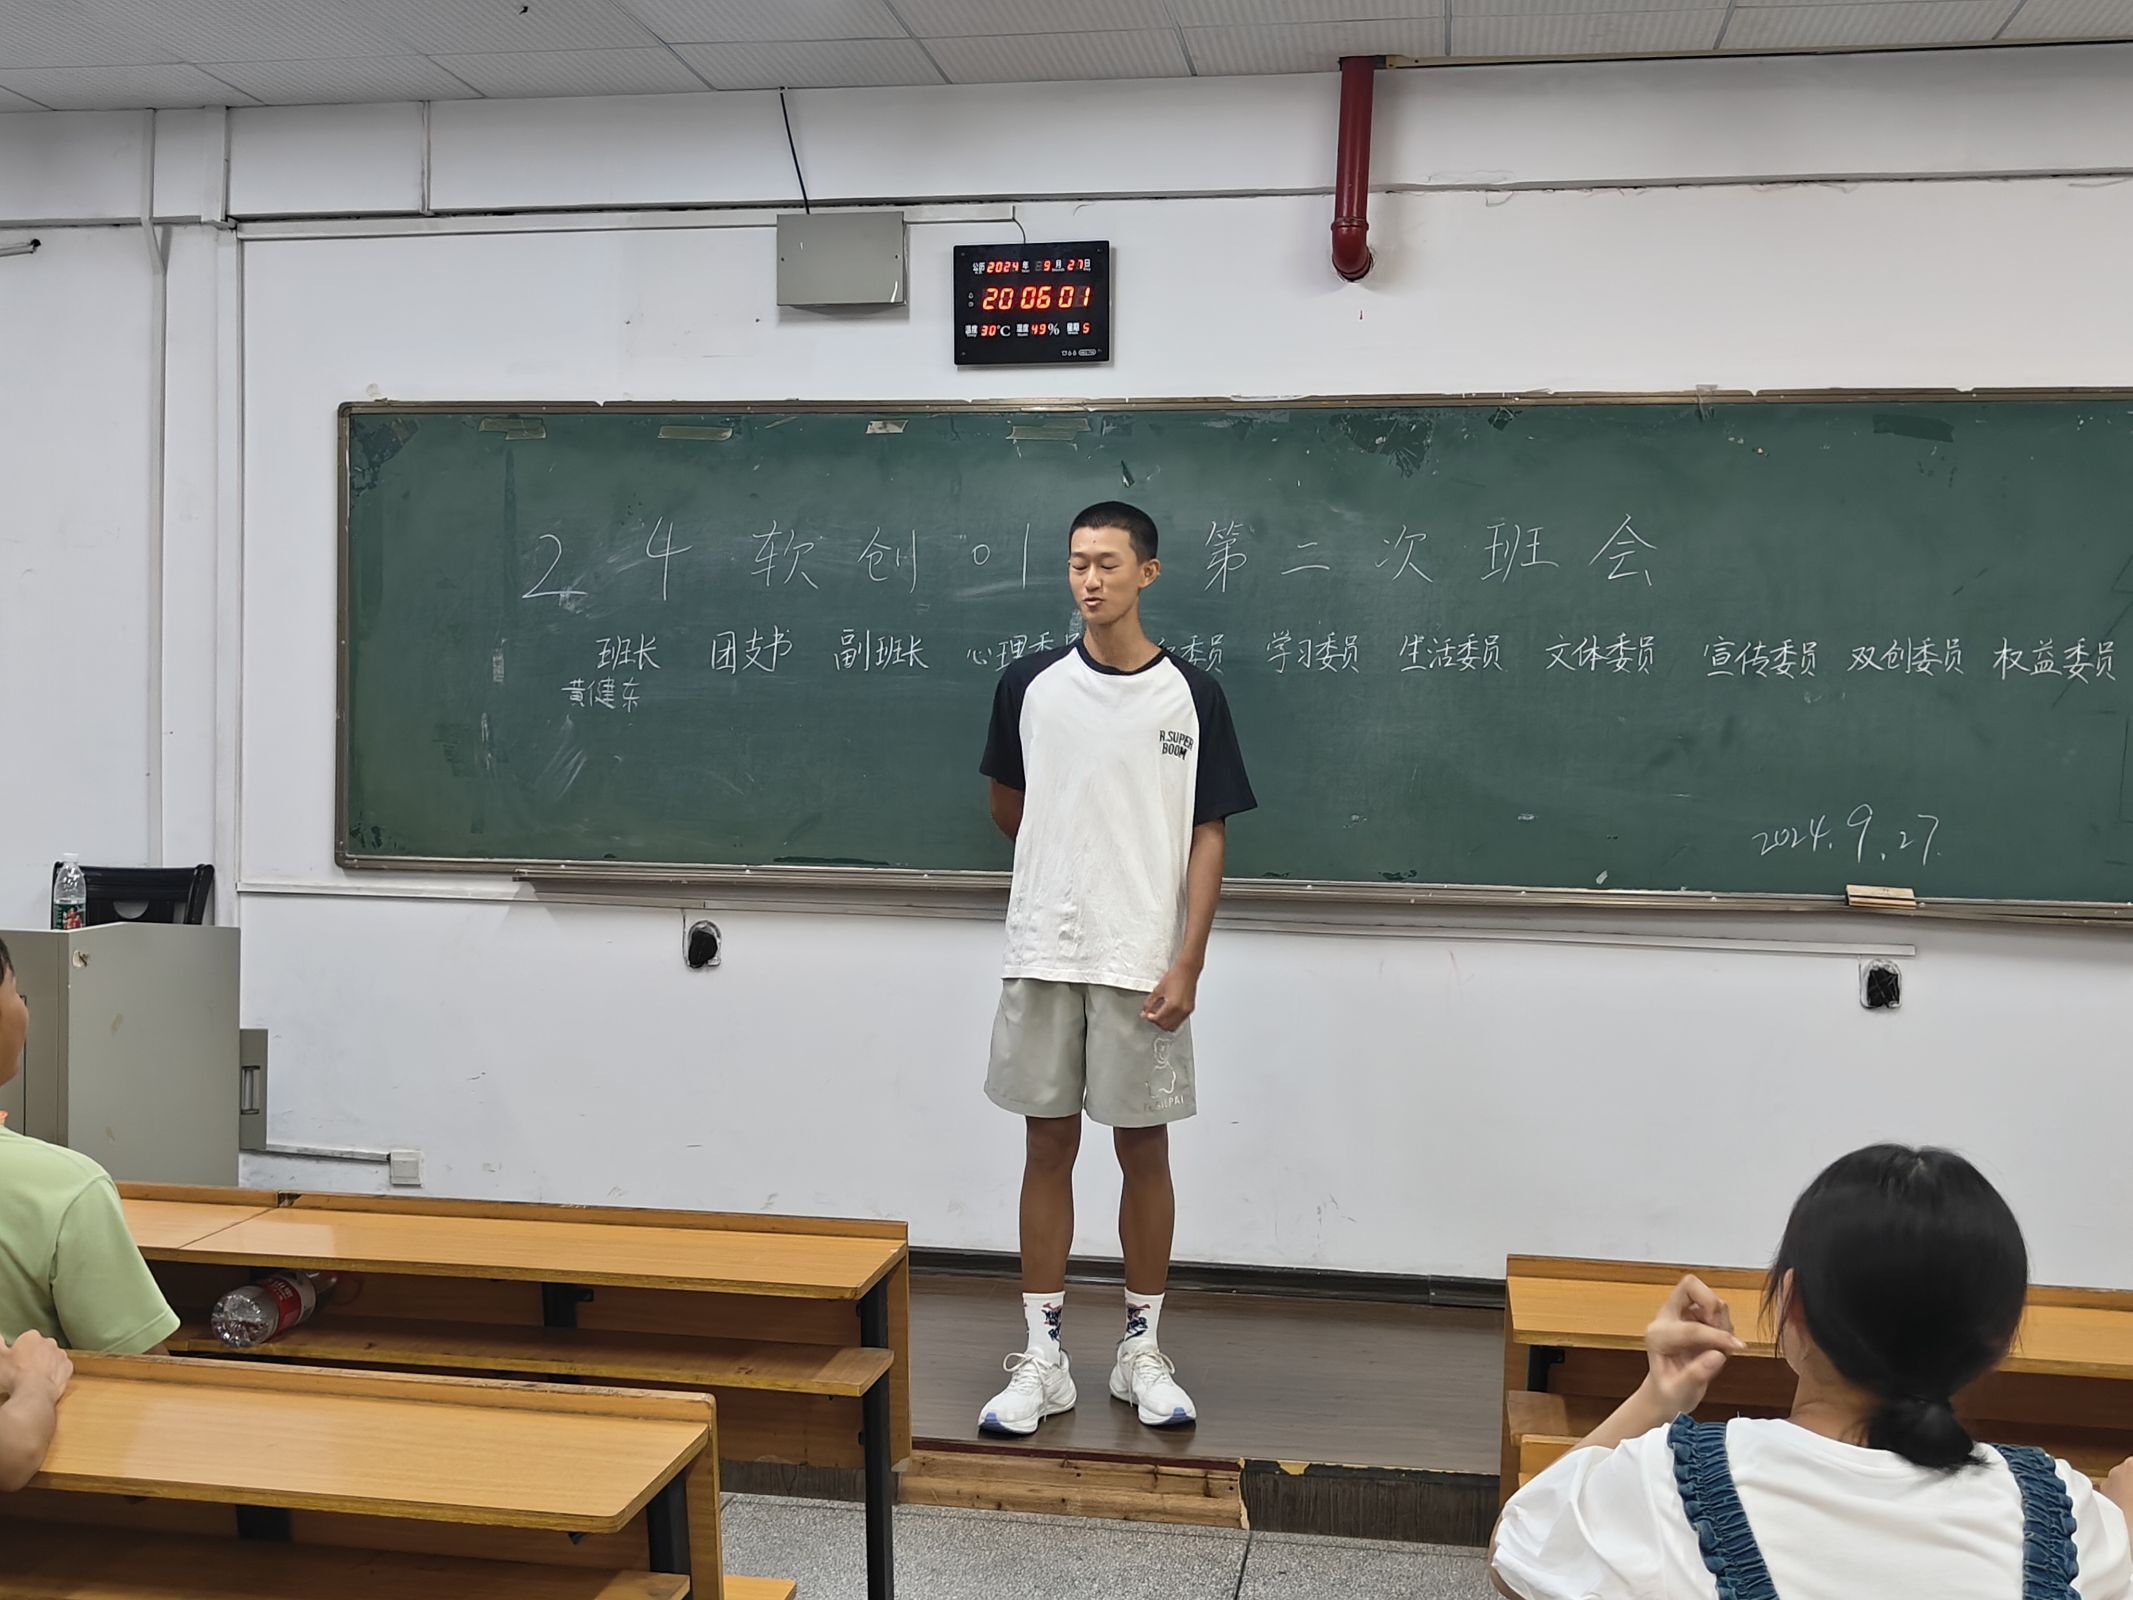 公历 2024 年 9 月 27 日
20 06 01
温度 30°C 湿度 49% 星期 5
24 软创 01 第二次班会
班长 团支书 副班长 心理委员 委员 学习委员 生活委员 文体委员 宣传委员 双创委员 权益委员
黄健东
2024.9.27.
R.SUPER
BOOM